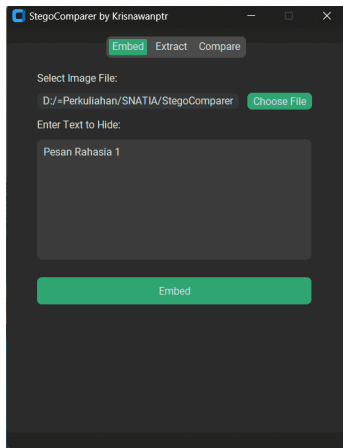 StegoComparer by Krisnawanptr
Embed Extract Compare
Select Image File:
D:/=Perkuliahan/SNATIA/StegoComparer Choose File
Enter Text to Hide:
Pesan Rahasia 1
Embed